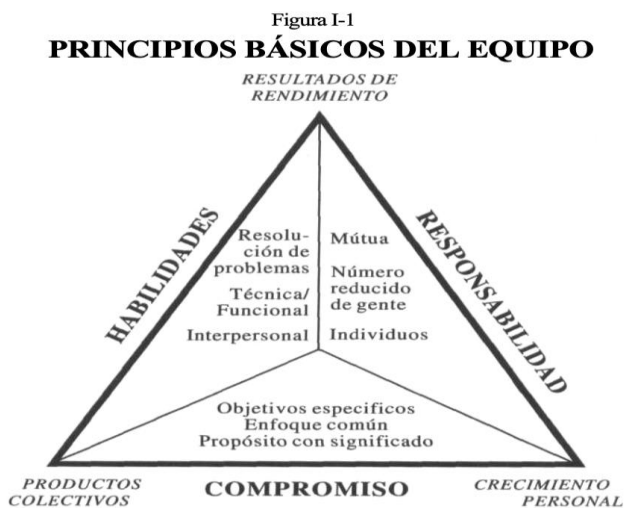 Figura I-1
PRINCIPIOS BÁSICOS DEL EQUIPO
RESULTADOS DE
RENDIMIENTO
HABILIDADES
RESPONSABILIDAD
Resolu-
ción de
problemas
Técnica/
Funcional
Interpersonal
Mútua
Número
reducido
de gente
Individuos
Objetivos especificos
Enfoque común
Propósito con significado
PRODUCTOS
COLECTIVOS
COMPROMISO
CRECIMIENTO
PERSONAL